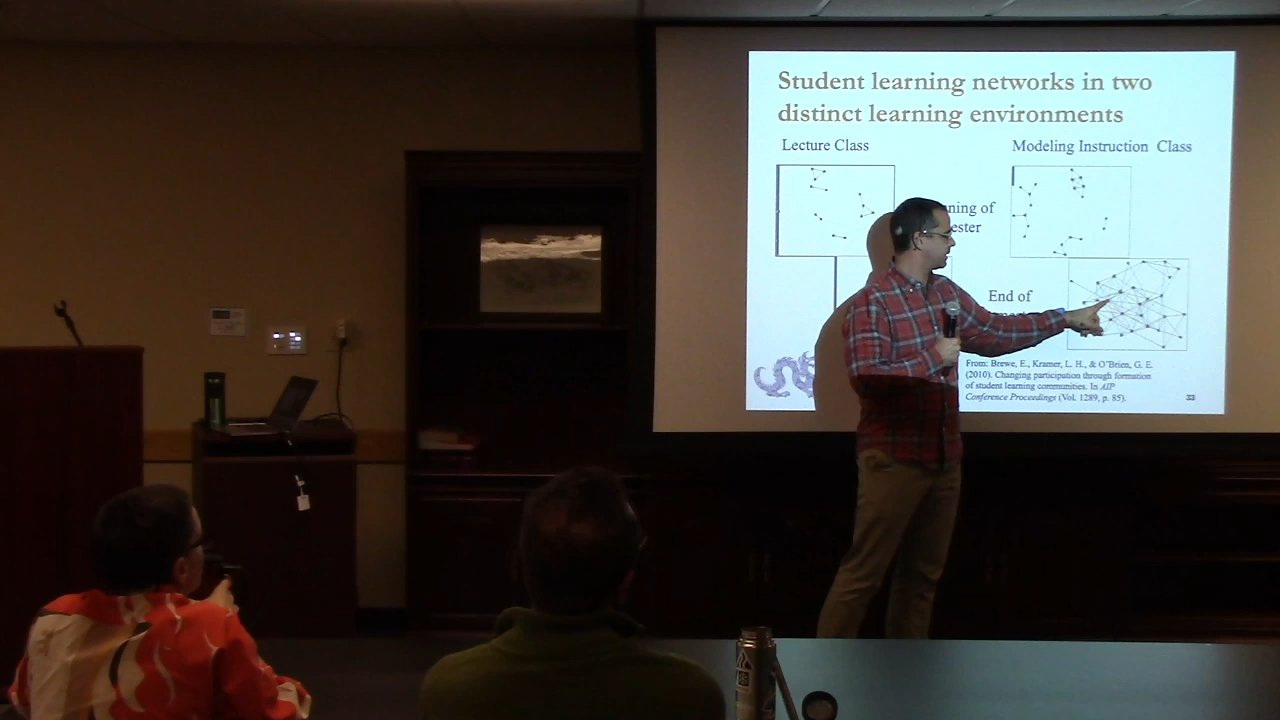 Student learning networks in two
distinct learning environments
Lecture Class
Modeling Instruction Class
ning of
ester
End of
From: Brewe, E., Kramer, L. H., & O'Brien, G. E.
(2010). Changing participation through formation
of student learning communities. In AIP
Conference Proceedings (Vol. 1289, p. 85).
33